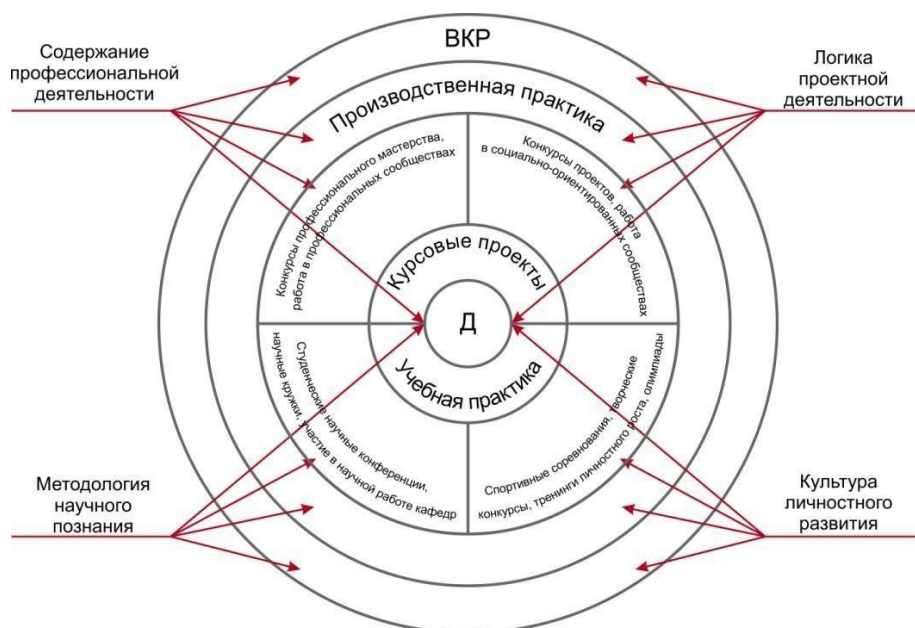 ВКР
Содержание
профессиональной
деятельности
Логика
проектной
деятельности
Производственная практика
Конкурсы профессионального мастерства,
работа в профессиональных сообществах
Конкурсы проектов, работа
в социально-ориентированных сообществах
Курсовые проекты
Д
Учебная практика
Студенческие научные конференции,
научные кружки, участие в научной работе кафедр
Спортивные соревнования, творческие
конкурсы, тренинги личностного роста, олимпиады
Методология
научного
познания
Культура
личностного
развития